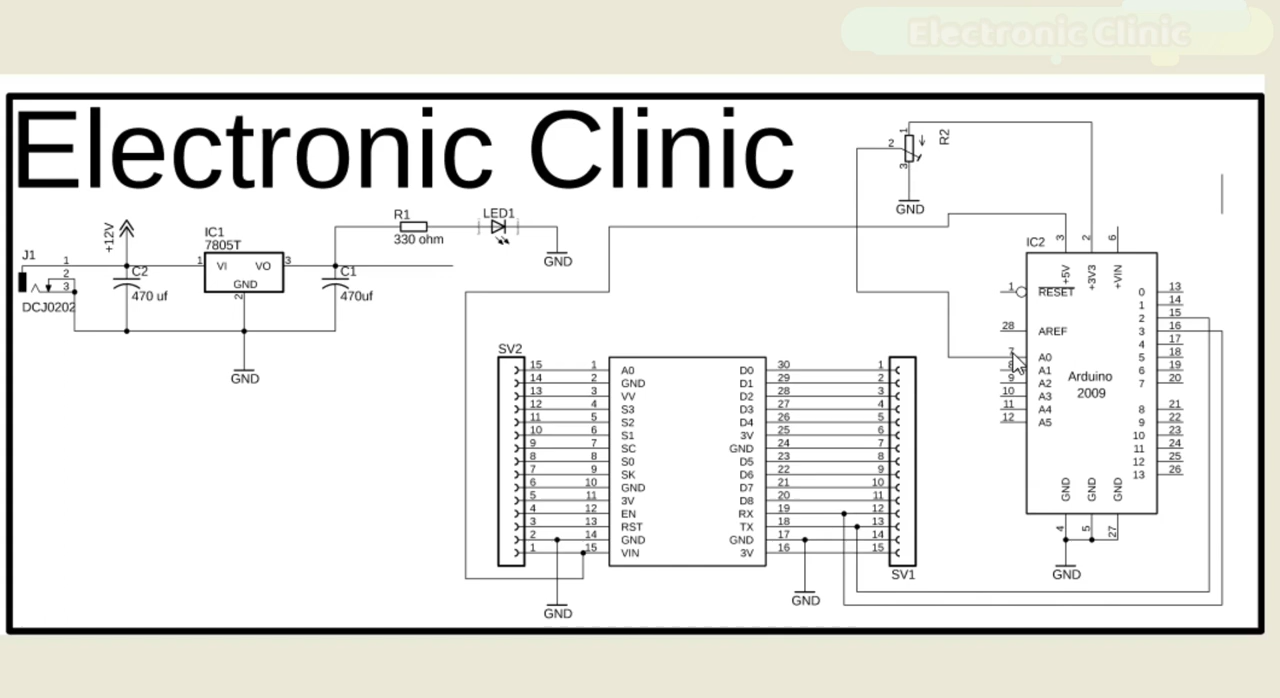 Electronic Clinic
Electronic Clinic
R2
1
2
3
GND
+12V
J1
1
2
3
DCJ0202
C2
470 uf
IC1
7805T
1
VI
VO
3
GND
2
GND
R1
330 ohm
LED1
GND
C1
470uf
IC2
3
2
6
+5V
+3V3
+VIN
1
RESET
28
AREF
7
A0
8
A1
9
A2
10
A3
11
A4
12
A5
Arduino
2009
0
13
1
14
2
15
3
16
4
17
5
18
6
19
7
20
8
21
9
22
10
23
11
24
12
25
13
26
GND
GND
GND
4
5
27
GND
SV2
15 1 A0 D0 30 1
14 2 GND D1 29 2
13 3 VV D2 28 3
12 4 S3 D3 27 4
11 5 S2 D4 26 5
10 6 S1 3V 25 6
9 7 SC GND 24 7
8 8 S0 D5 23 8
7 9 SK D6 22 9
6 10 GND D7 21 10
5 11 3V D8 20 11
4 12 EN RX 19 12
3 13 RST TX 18 13
2 14 GND GND 17 14
1 15 VIN 3V 16 15
SV1
GND
GND